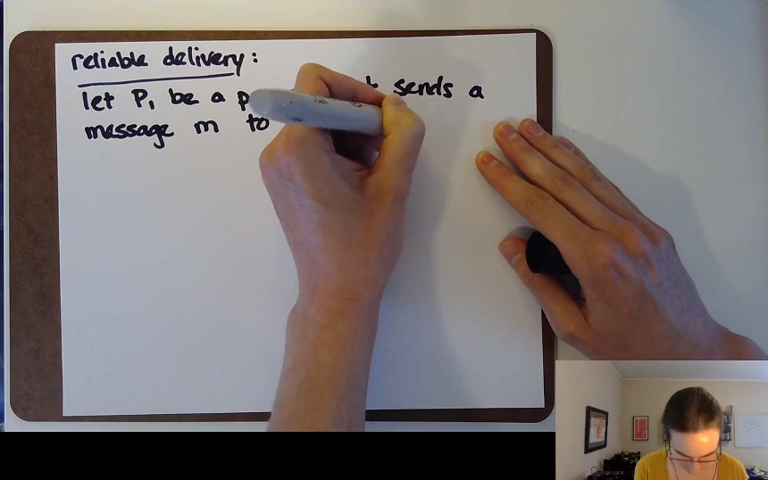 reliable delivery:
let P₁ be a sends a
message m to